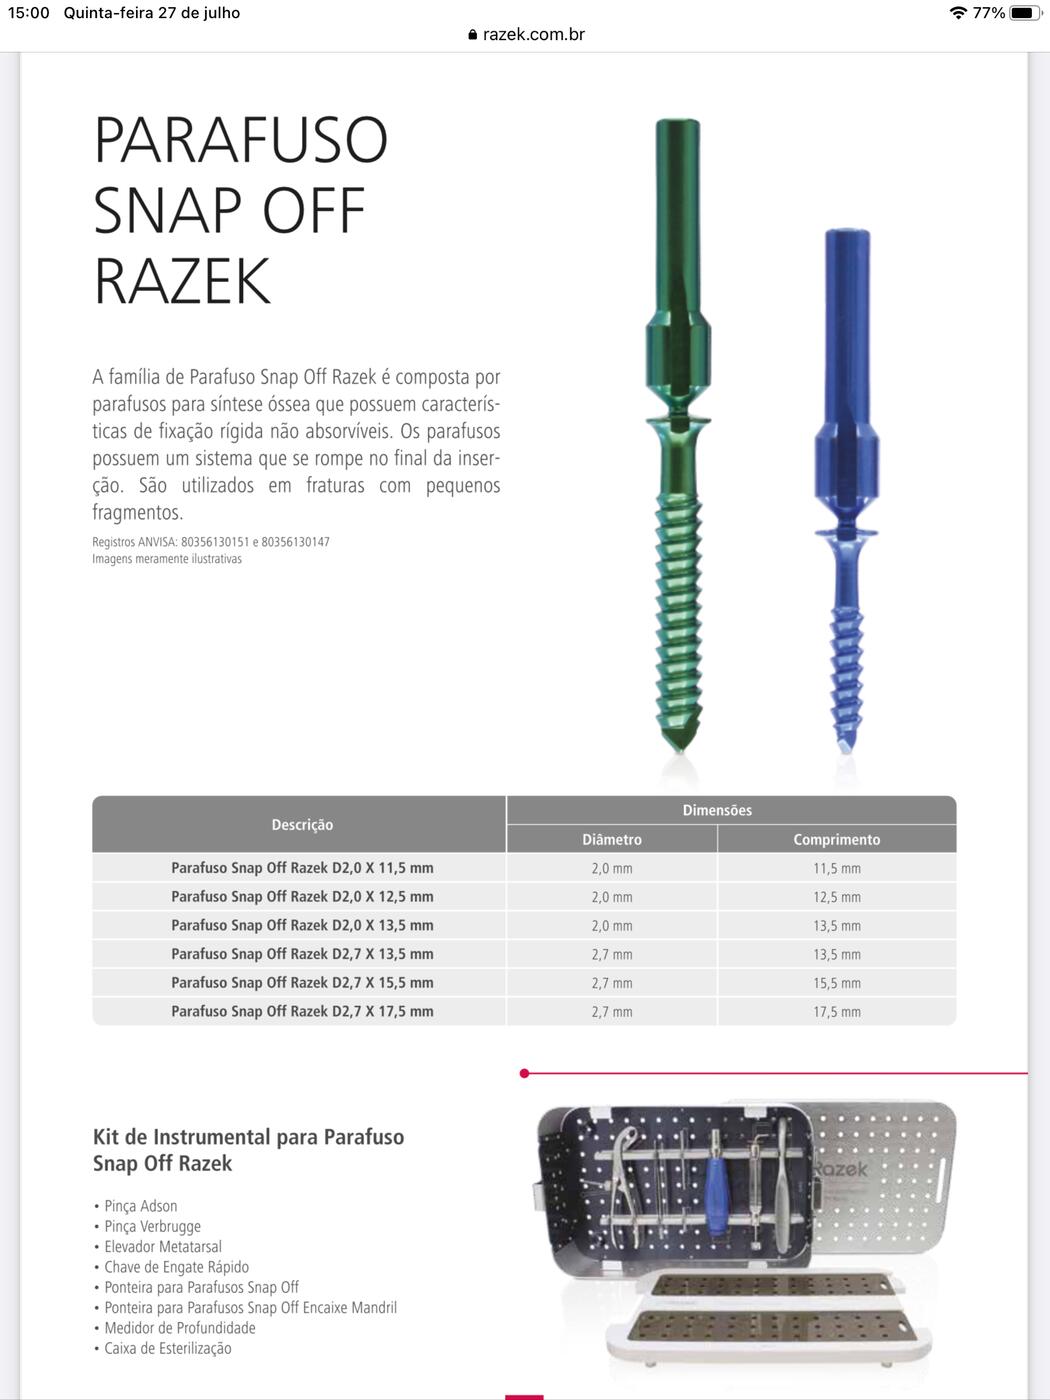 15:00 Quinta-feira 27 de julho
77%
razek.com.br
PARAFUSO
SNAP OFF
RAZEK
A família de Parafuso Snap Off Razek é composta por
parafusos para síntese óssea que possuem caracterís-
ticas de fixação rígida não absorvíveis. Os parafusos
possuem um sistema que se rompe no final da inser-
ção. São utilizados em fraturas com pequenos
fragmentos.
Registros ANVISA: 80356130151 e 80356130147
Imagens meramente ilustrativas
Descrição
Dimensões
Diâmetro Comprimento
Parafuso Snap Off Razek D2,0 X 11,5 mm 2,0 mm 11,5 mm
Parafuso Snap Off Razek D2,0 X 12,5 mm 2,0 mm 12,5 mm
Parafuso Snap Off Razek D2,0 X 13,5 mm 2,0 mm 13,5 mm
Parafuso Snap Off Razek D2,7 X 13,5 mm 2,7 mm 13,5 mm
Parafuso Snap Off Razek D2,7 X 15,5 mm 2,7 mm 15,5 mm
Parafuso Snap Off Razek D2,7 X 17,5 mm 2,7 mm 17,5 mm
Kit de Instrumental para Parafuso
Snap Off Razek
• Pinça Adson
• Pinça Verbrugge
• Elevador Metatarsal
• Chave de Engate Rápido
• Ponteira para Parafusos Snap Off
• Ponteira para Parafusos Snap Off Encaixe Mandril
• Medidor de Profundidade
• Caixa de Esterilização
Razek